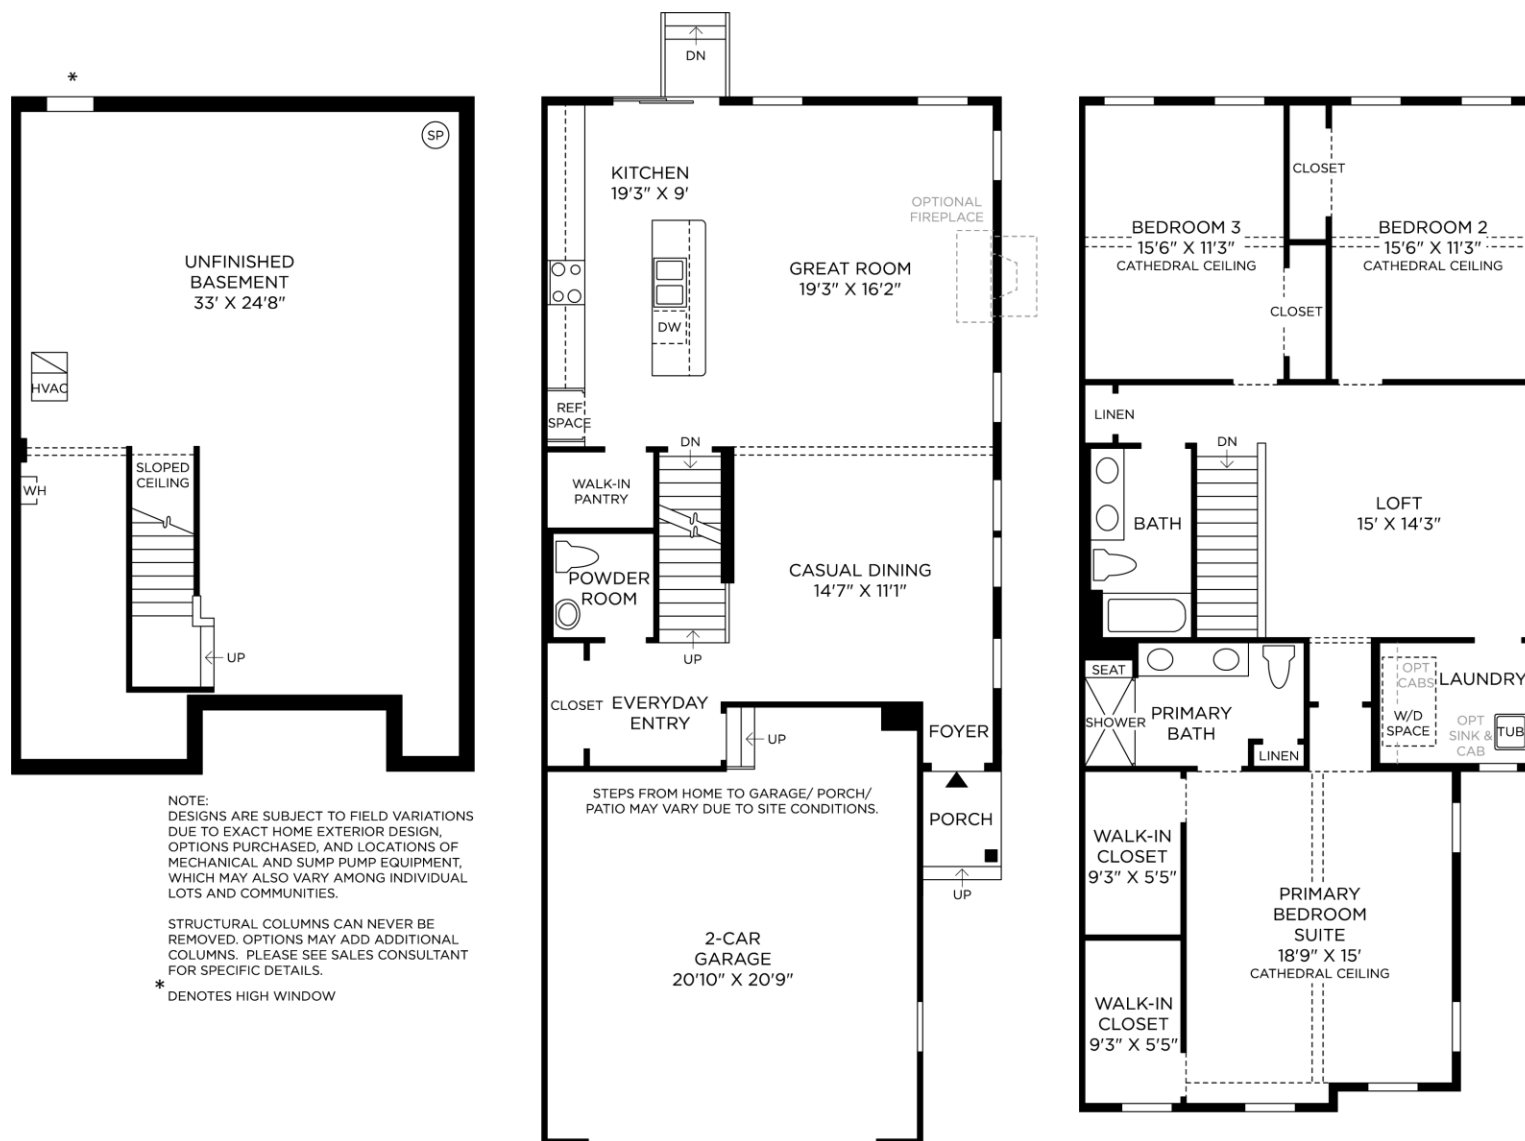 *
SP
UNFINISHED
BASEMENT
33' X 24'8"
HVAC
SLOPED
CEILING
WH
UP
NOTE:
DESIGNS ARE SUBJECT TO FIELD VARIATIONS
DUE TO EXACT HOME EXTERIOR DESIGN,
OPTIONS PURCHASED, AND LOCATIONS OF
MECHANICAL AND SUMP PUMP EQUIPMENT,
WHICH MAY ALSO VARY AMONG INDIVIDUAL
LOTS AND COMMUNITIES.
STRUCTURAL COLUMNS CAN NEVER BE
REMOVED. OPTIONS MAY ADD ADDITIONAL
COLUMNS. PLEASE SEE SALES CONSULTANT
FOR SPECIFIC DETAILS.
* DENOTES HIGH WINDOW
DN
KITCHEN
19'3" X 9'
OPTIONAL
FIREPLACE
GREAT ROOM
19'3" X 16'2"
DW
REF
SPACE
DN
WALK-IN
PANTRY
CASUAL DINING
14'7" X 11'1"
POWDER
ROOM
UP
CLOSET
EVERYDAY
ENTRY
UP
FOYER
STEPS FROM HOME TO GARAGE/ PORCH/
PATIO MAY VARY DUE TO SITE CONDITIONS.
PORCH
UP
2-CAR
GARAGE
20'10" X 20'9"
CLOSET
BEDROOM 3
15'6" X 11'3"
CATHEDRAL CEILING
BEDROOM 2
15'6" X 11'3"
CATHEDRAL CEILING
CLOSET
LINEN
DN
LOFT
15' X 14'3"
BATH
SEAT
SHOWER
PRIMARY
BATH
LINEN
OPT
CABS
LAUNDRY
W/D
SPACE
OPT
SINK &
CAB
TUB
WALK-IN
CLOSET
9'3" X 5'5"
PRIMARY
BEDROOM
SUITE
18'9" X 15'
CATHEDRAL CEILING
WALK-IN
CLOSET
9'3" X 5'5"